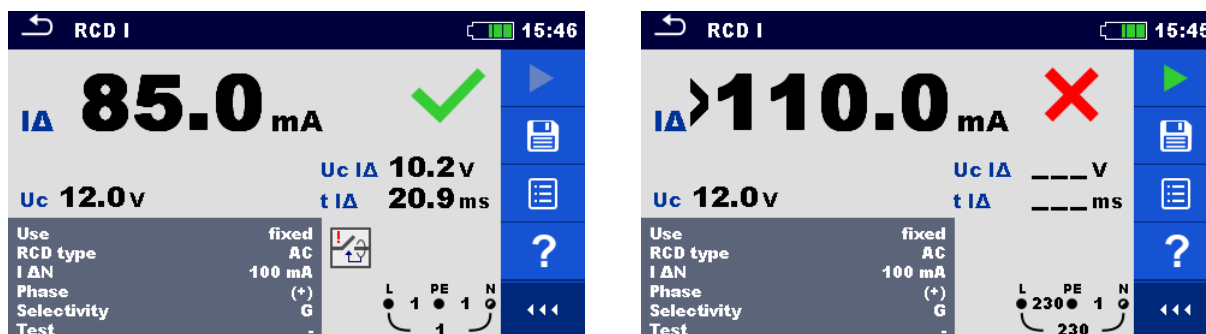 RCD I 15:46
IΔ 85.0 mA
Uc IΔ 10.2 V
Uc 12.0 V t IΔ 20.9 ms
Use fixed
RCD type AC
I ΔN 100 mA
Phase (+)
Selectivity G
Test -
?
L PE N
1 1
1
RCD I 15:45
IΔ >110.0 mA
Uc IΔ ___ V
Uc 12.0 V t IΔ ___ ms
Use fixed
RCD type AC
I ΔN 100 mA
Phase (+)
Selectivity G
Test -
?
L PE N
230 1
230